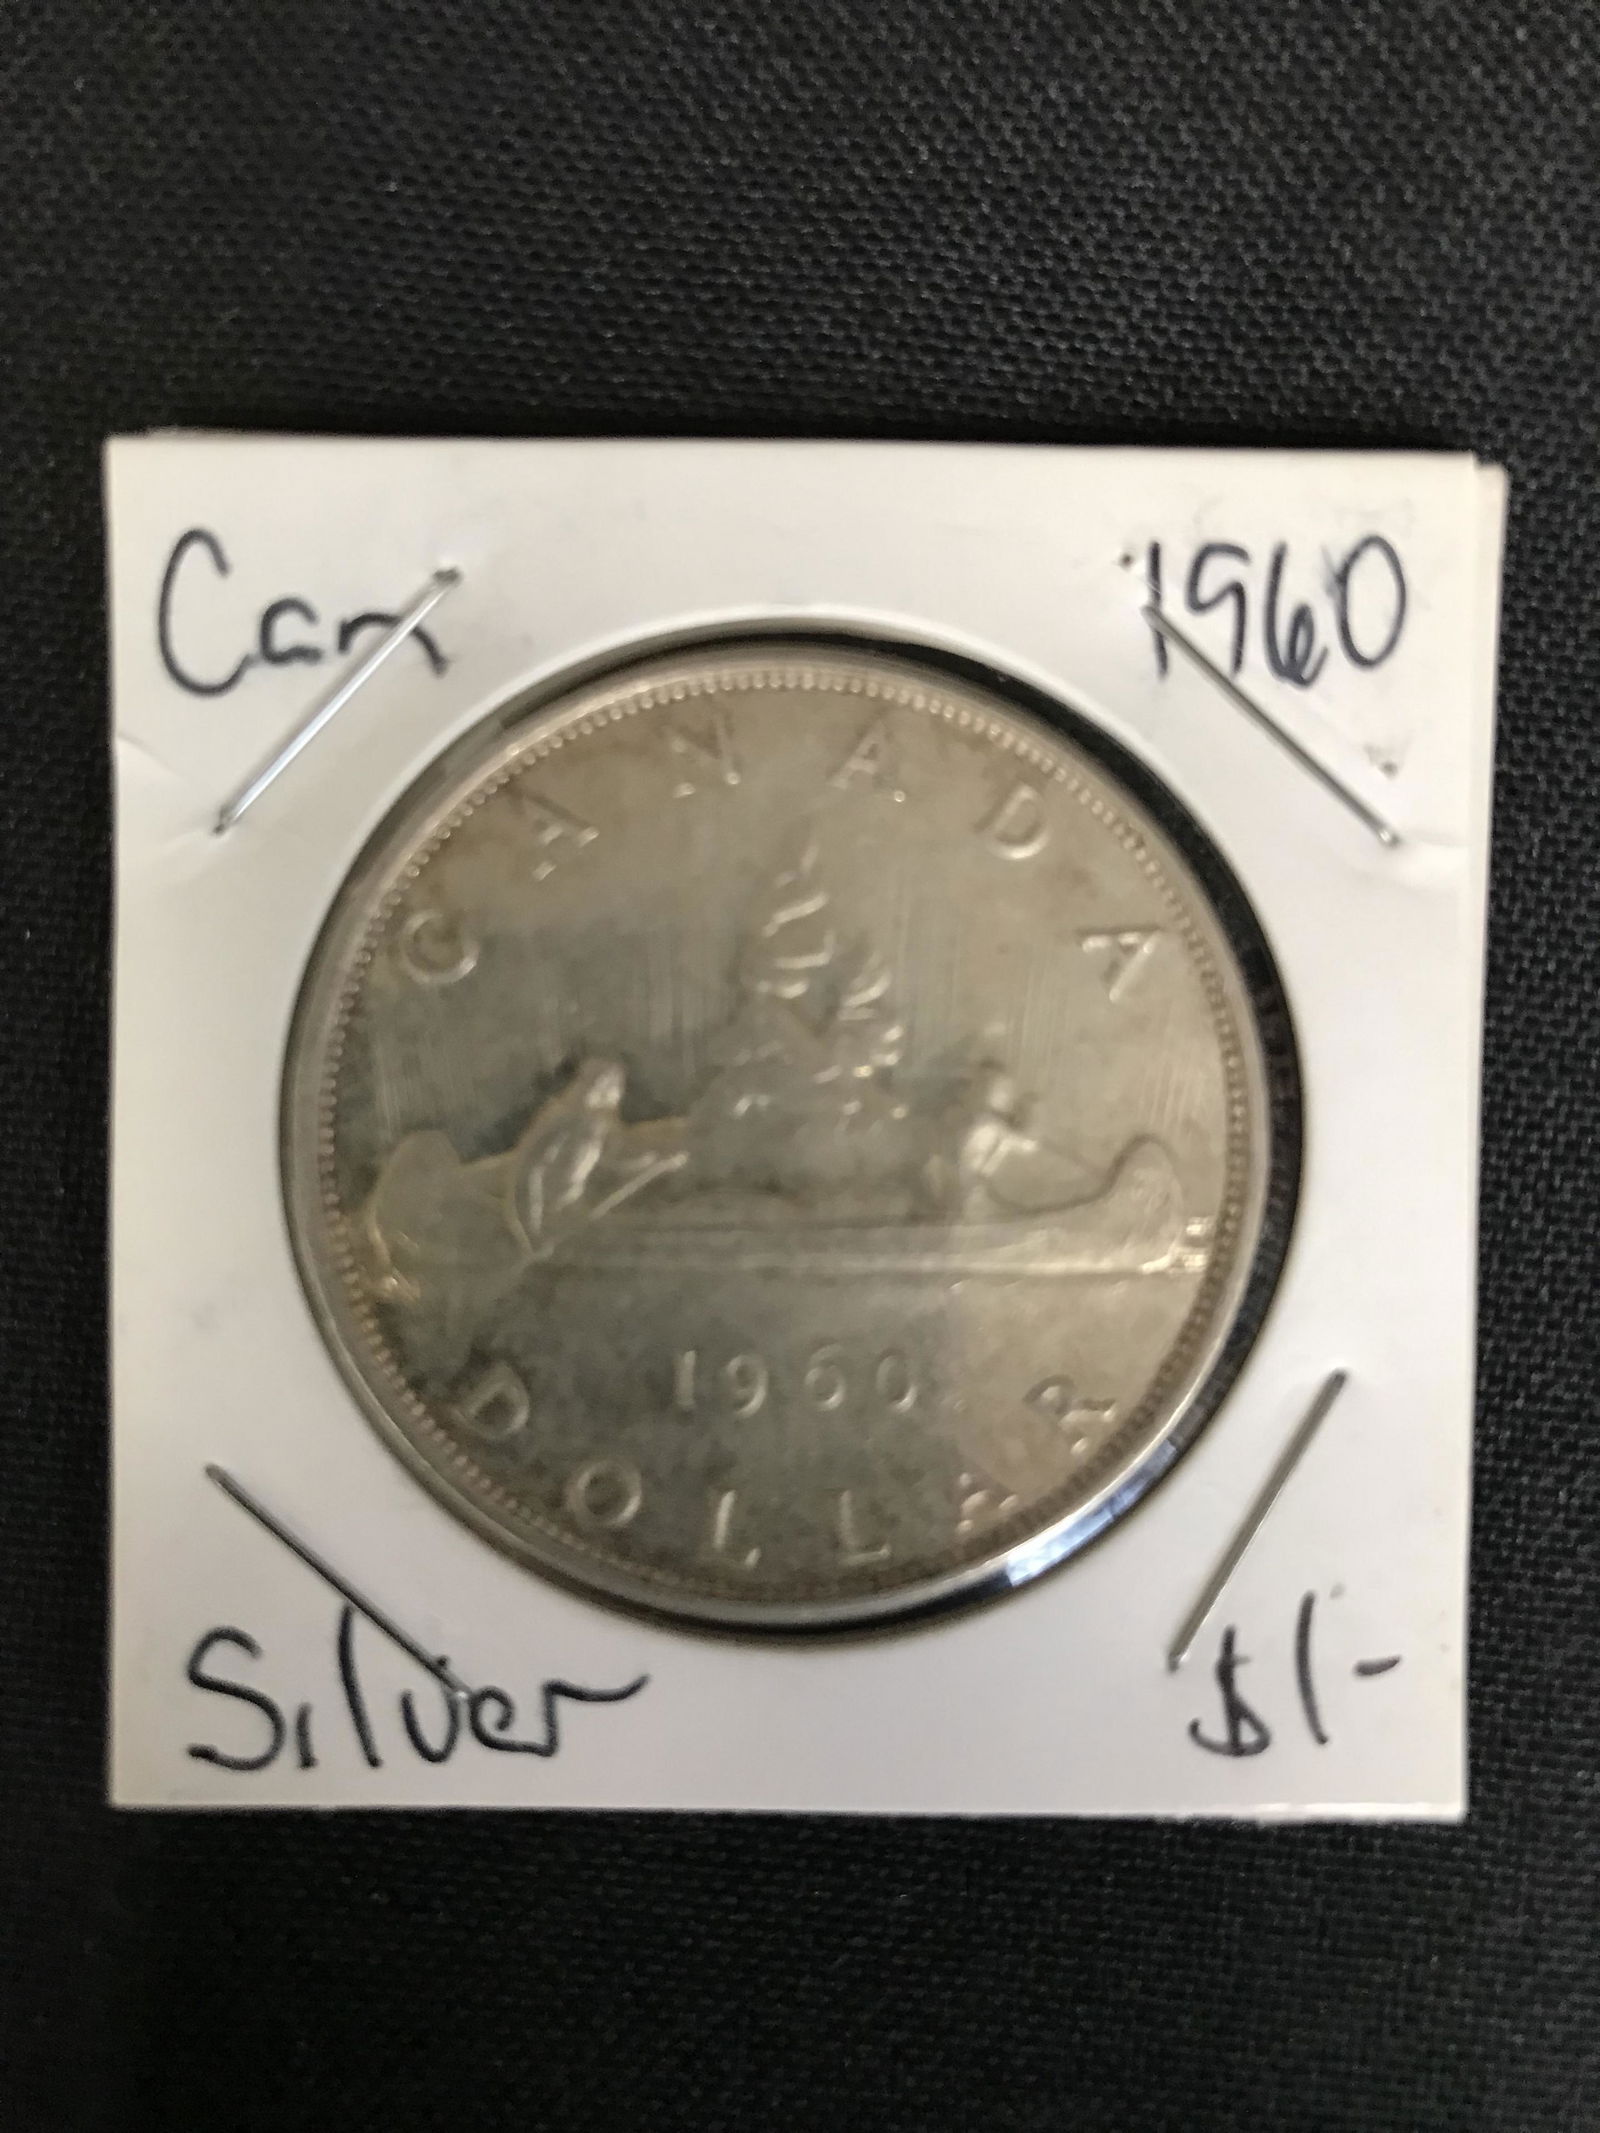 Can 1960
CANADA
1960
DOLLAR
Silver $1-